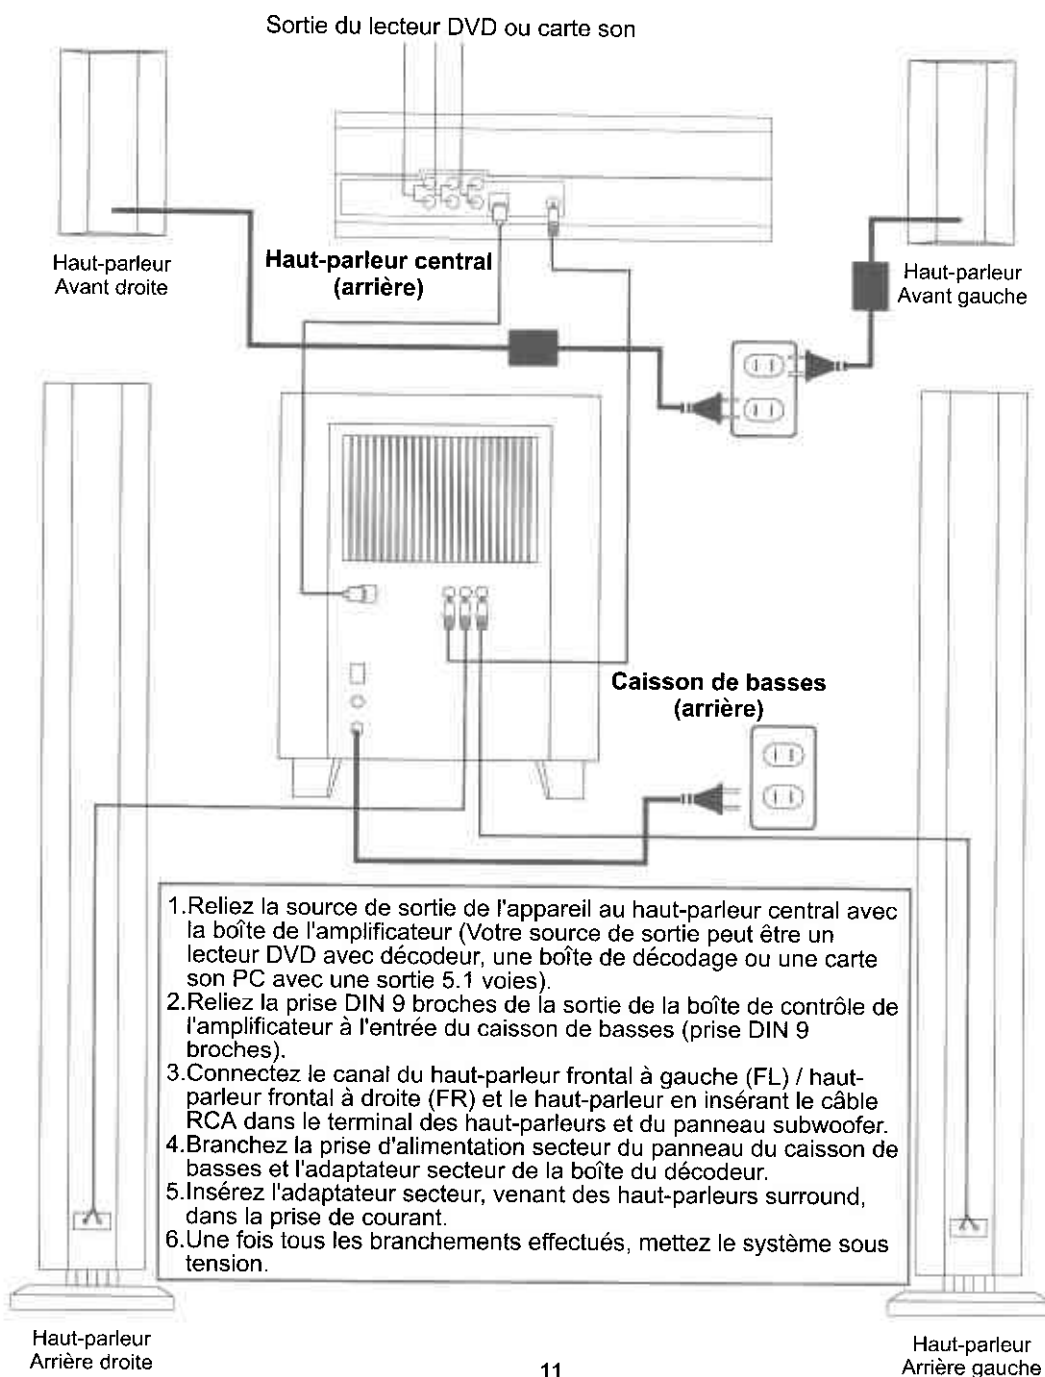 Sortie du lecteur DVD ou carte son
Haut-parleur
Avant droite
Haut-parleur central
(arrière)
Haut-parleur
Avant gauche
Caisson de basses
(arrière)
1.Reliez la source de sortie de l'appareil au haut-parleur central avec
la boîte de l'amplificateur (Votre source de sortie peut être un
lecteur DVD avec décodeur, une boîte de décodage ou une carte
son PC avec une sortie 5.1 voies).
2.Reliez la prise DIN 9 broches de la sortie de la boîte de contrôle de
l'amplificateur à l'entrée du caisson de basses (prise DIN 9
broches).
3.Connectez le canal du haut-parleur frontal à gauche (FL) / haut-
parleur frontal à droite (FR) et le haut-parleur en insérant le câble
RCA dans le terminal des haut-parleurs et du panneau subwoofer.
4.Branchez la prise d'alimentation secteur du panneau du caisson de
basses et l'adaptateur secteur de la boîte du décodeur.
5.Insérez l'adaptateur secteur, venant des haut-parleurs surround,
dans la prise de courant.
6.Une fois tous les branchements effectués, mettez le système sous
tension.
Haut-parleur
Arrière droite
Haut-parleur
Arrière gauche
11